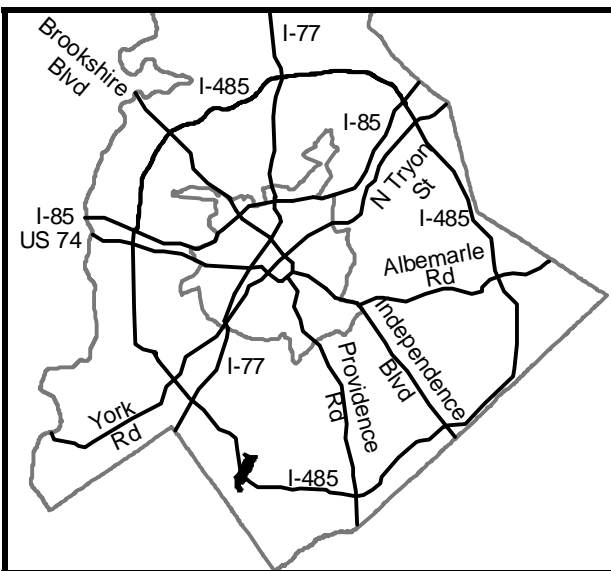 I-77
Brookshire
Blvd
I-485
I-85
N Tryon
St
I-85
US 74
I-485
Albemarle
Rd
Independence
Blvd
Providence
Rd
I-77
York
Rd
I-485